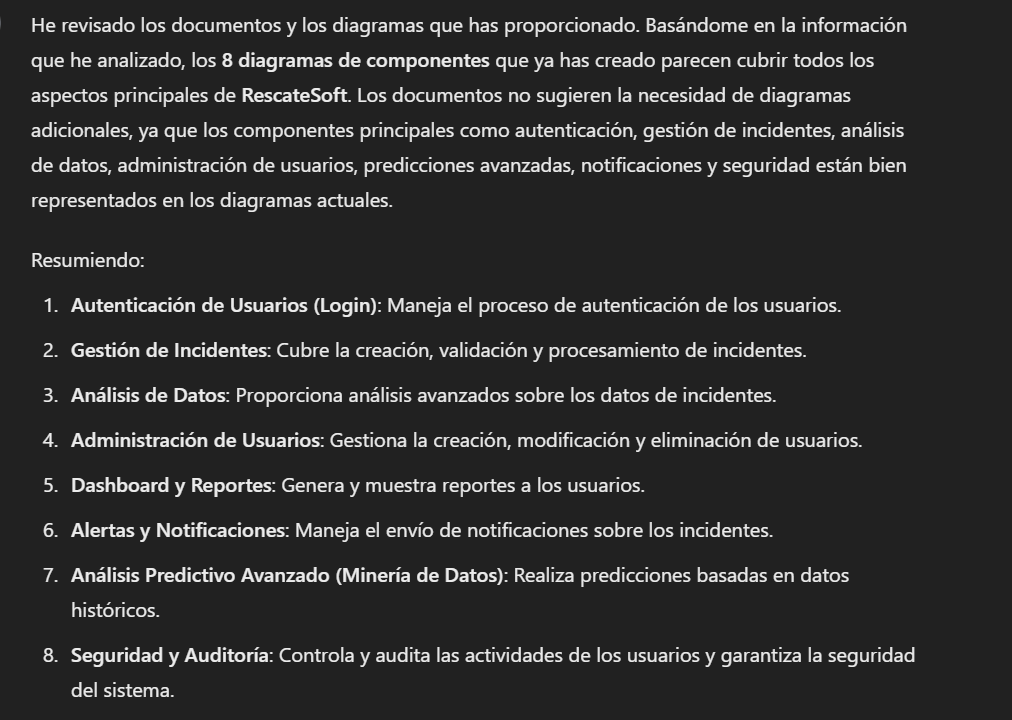 He revisado los documentos y los diagramas que has proporcionado. Basándome en la información
que he analizado, los 8 diagramas de componentes que ya has creado parecen cubrir todos los
aspectos principales de RescateSoft. Los documentos no sugieren la necesidad de diagramas
adicionales, ya que los componentes principales como autenticación, gestión de incidentes, análisis
de datos, administración de usuarios, predicciones avanzadas, notificaciones y seguridad están bien
representados en los diagramas actuales.
Resumiendo:
1. Autenticación de Usuarios (Login): Maneja el proceso de autenticación de los usuarios.
2. Gestión de Incidentes: Cubre la creación, validación y procesamiento de incidentes.
3. Análisis de Datos: Proporciona análisis avanzados sobre los datos de incidentes.
4. Administración de Usuarios: Gestiona la creación, modificación y eliminación de usuarios.
5. Dashboard y Reportes: Genera y muestra reportes a los usuarios.
6. Alertas y Notificaciones: Maneja el envío de notificaciones sobre los incidentes.
7. Análisis Predictivo Avanzado (Minería de Datos): Realiza predicciones basadas en datos
históricos.
8. Seguridad y Auditoría: Controla y audita las actividades de los usuarios y garantiza la seguridad
del sistema.